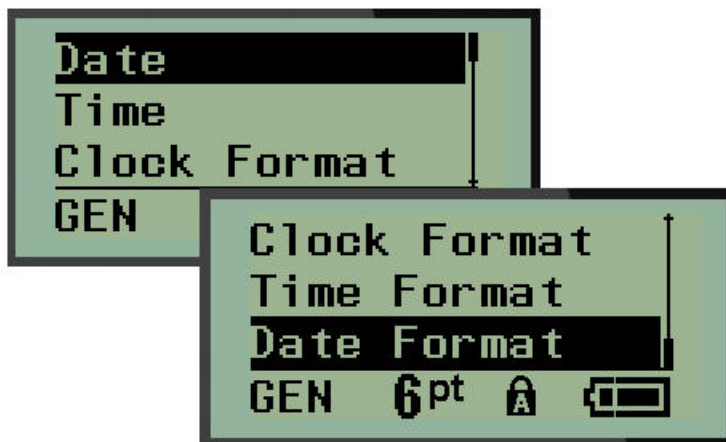 Date
Time
Clock Format
GEN
Clock Format
Time Format
Date Format
GEN 6pt A